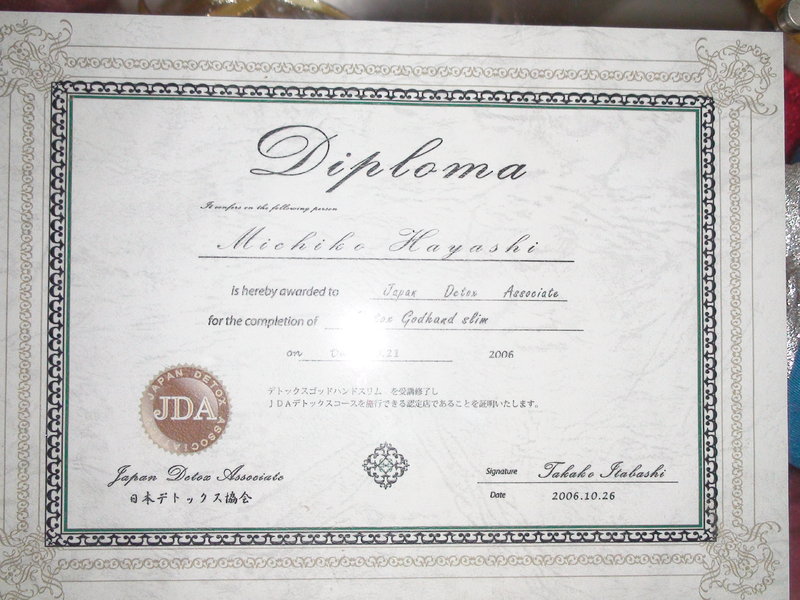 Diploma
It confers on the following person
Michiko Hayashi
is hereby awarded to Japan Detox Associate
for the completion of Godhand slim
on 21 2006
デトックスゴッドハンドスリム を受講修了し
JDAデトックスコースを施行できる認定店であることを証明いたします。
JAPAN DETOX ASSOCIA
JDA
Japan Detox Associate
日本デトックス協会
Signature Takako Itabashi
Date 2006.10.26